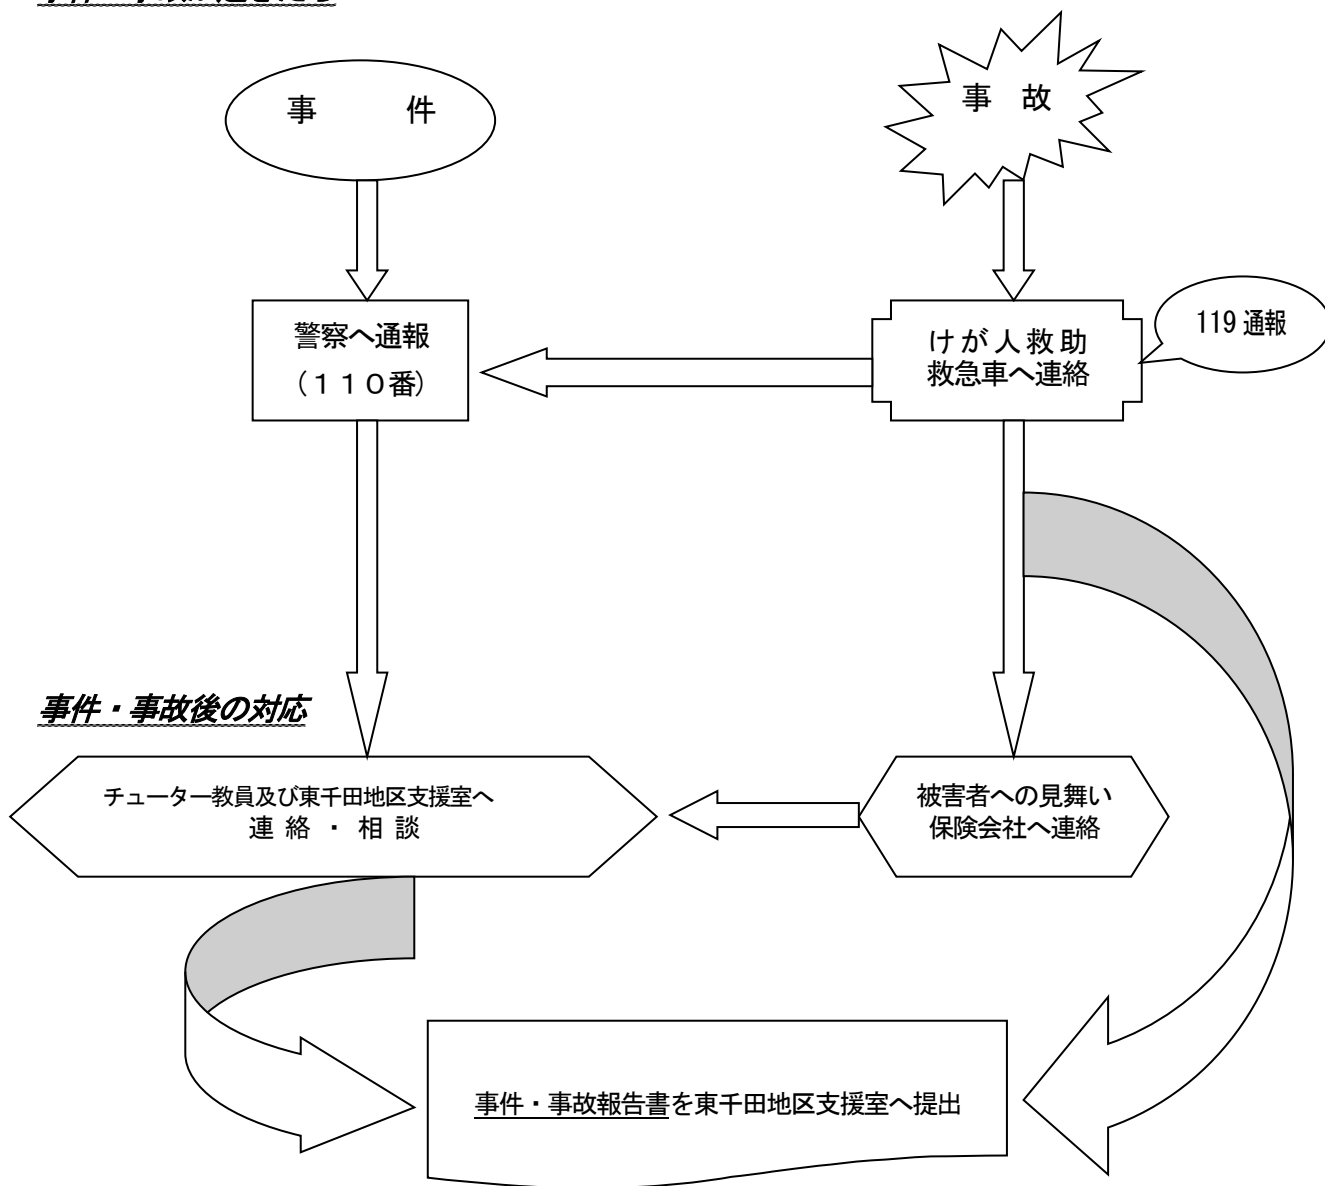 事　件
事　故
警察へ通報
（１１０番）
けが人救助
救急車へ連絡
119 通報
事件・事故後の対応
チューター教員及び東千田地区支援室へ
連 絡 ・ 相 談
被害者への見舞い
保険会社へ連絡
事件・事故報告書を東千田地区支援室へ提出